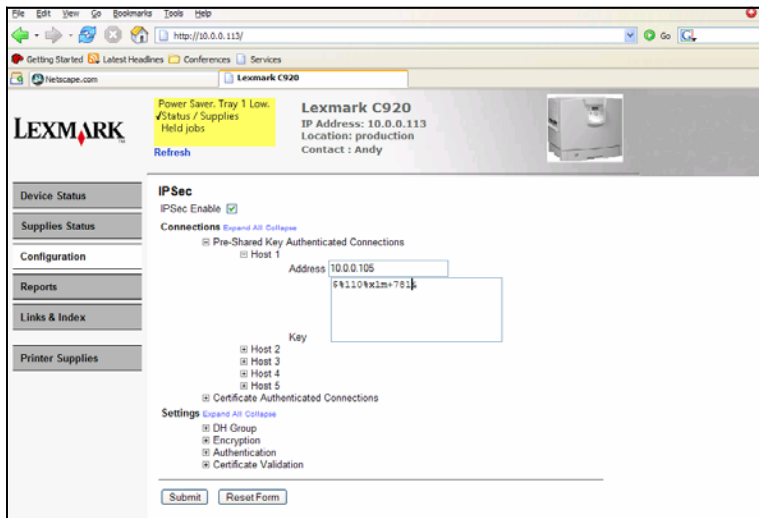 File Edit View Go Bookmarks Tools Help
http://10.0.0.113/ Go
Getting Started Latest Headlines Conferences Services
Netscape.com Lexmark C920
LEXMARK
Power Saver. Tray 1 Low.
Status / Supplies
Held jobs
Refresh
Lexmark C920
IP Address: 10.0.0.113
Location: production
Contact : Andy
Device Status
Supplies Status
Configuration
Reports
Links & Index
Printer Supplies
IPSec
IPSec Enable
Connections Expand All Collapse
Pre-Shared Key Authenticated Connections
Host 1
Address 10.0.0.105
Key
Host 2
Host 3
Host 4
Host 5
Certificate Authenticated Connections
Settings Expand All Collapse
DH Group
Encryption
Authentication
Certificate Validation
Submit Reset Form